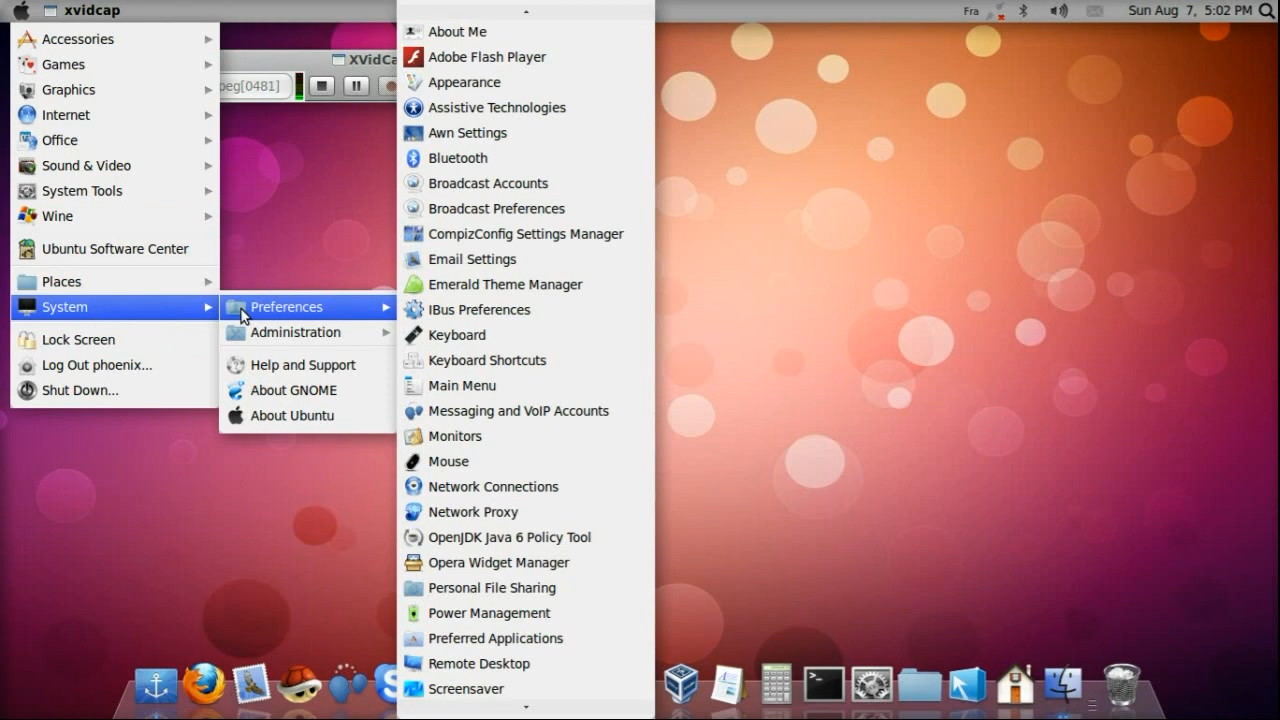 xvidcap
Fra
Sun Aug 7, 5:02 PM
Accessories
Games
Graphics
Internet
Office
Sound & Video
System Tools
Wine
Ubuntu Software Center
Places
System
Lock Screen
Log Out phoenix...
Shut Down...
XVidCa
peg[0481]
Preferences
Administration
Help and Support
About GNOME
About Ubuntu
About Me
Adobe Flash Player
Appearance
Assistive Technologies
Awn Settings
Bluetooth
Broadcast Accounts
Broadcast Preferences
CompizConfig Settings Manager
Email Settings
Emerald Theme Manager
IBus Preferences
Keyboard
Keyboard Shortcuts
Main Menu
Messaging and VoIP Accounts
Monitors
Mouse
Network Connections
Network Proxy
OpenJDK Java 6 Policy Tool
Opera Widget Manager
Personal File Sharing
Power Management
Preferred Applications
Remote Desktop
Screensaver